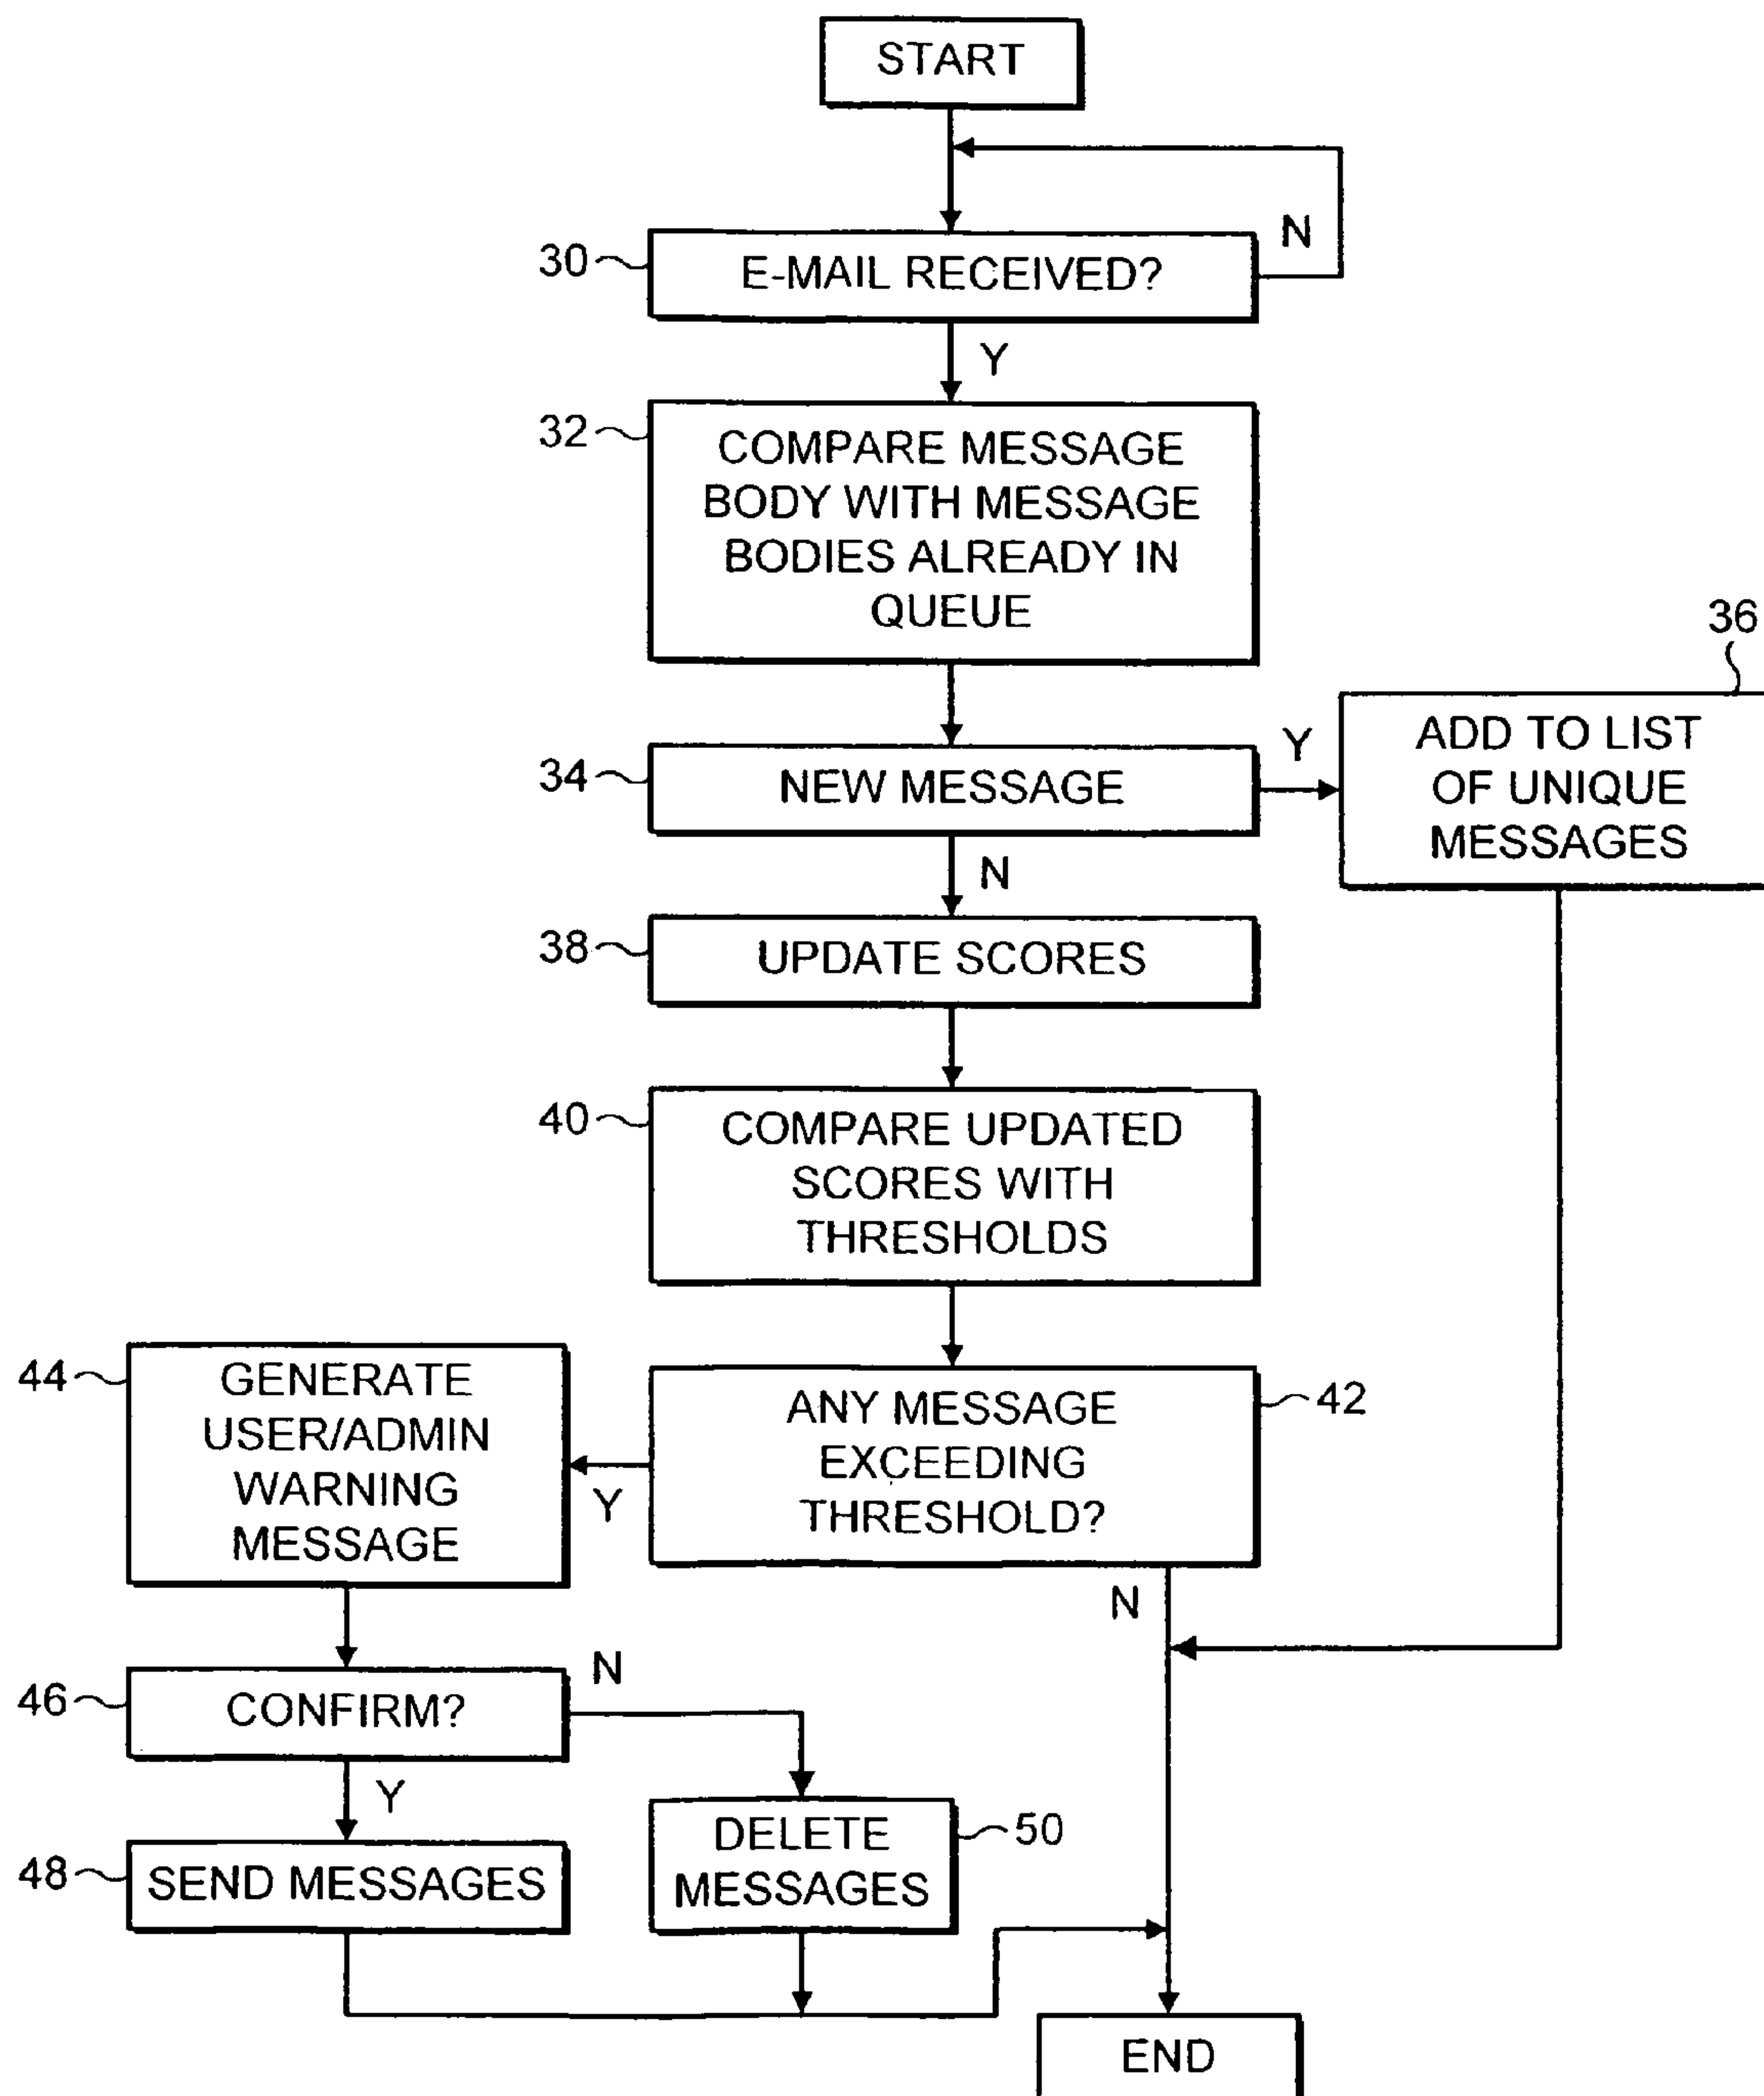 START
N
30
E-MAIL RECEIVED?
Y
32
COMPARE MESSAGE
BODY WITH MESSAGE
BODIES ALREADY IN
QUEUE
36
ADD TO LIST
OF UNIQUE
MESSAGES
34
NEW MESSAGE
Y
N
38
UPDATE SCORES
40
COMPARE UPDATED
SCORES WITH
THRESHOLDS
44
GENERATE
USER/ADMIN
WARNING
MESSAGE
ANY MESSAGE
EXCEEDING
THRESHOLD?
42
Y
N
46
CONFIRM?
N
Y
48
SEND MESSAGES
DELETE
MESSAGES
50
END